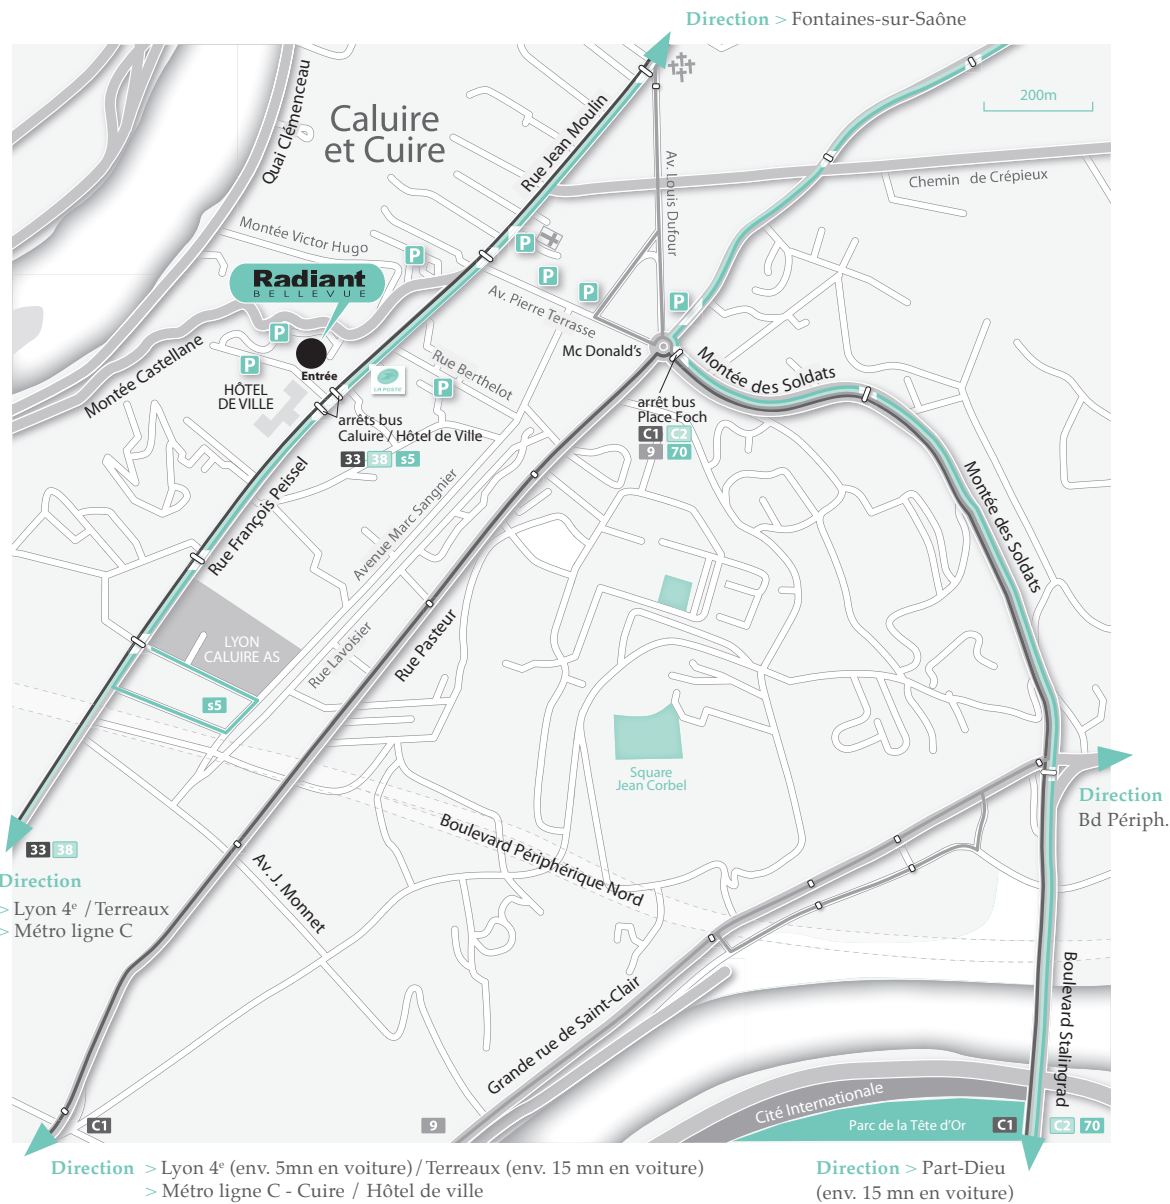 Direction > Fontaines-sur-Saône
200m
Caluire
et Cuire
Quai Clémenceau
Rue Jean Moulin
Av. Louis Dufour
Chemin de Crépieux
Montée Victor Hugo
P
P
P
P
P
Radiant
BELLEVUE
Av. Pierre Terrasse
P
P
P
Entrée
Mc Donald's
Montée des Soldats
Montée Castellane
HÔTEL
DE VILLE
LA POSTE
Rue Berthelot
arrêts bus
Caluire / Hôtel de Ville
33 38 s5
arrêt bus
Place Foch
C1 C2
9 70
Rue François Peissel
Avenue Marc Sangnier
Montée des Soldats
LYON
CALUIRE AS
Rue Lavoisier
Rue Pasteur
s5
Square
Jean Corbel
Direction
Bd Périph.
33 38
Direction
> Lyon 4e / Terreaux
> Métro ligne C
Av. J. Monnet
Boulevard Périphérique Nord
Grande rue de Saint-Clair
Boulevard Stalingrad
Cité Internationale
Parc de la Tête d'Or
C1
9
C1
C2 70
Direction > Lyon 4e (env. 5mn en voiture) / Terreaux (env. 15 mn en voiture)
> Métro ligne C - Cuire / Hôtel de ville
Direction > Part-Dieu
(env. 15 mn en voiture)